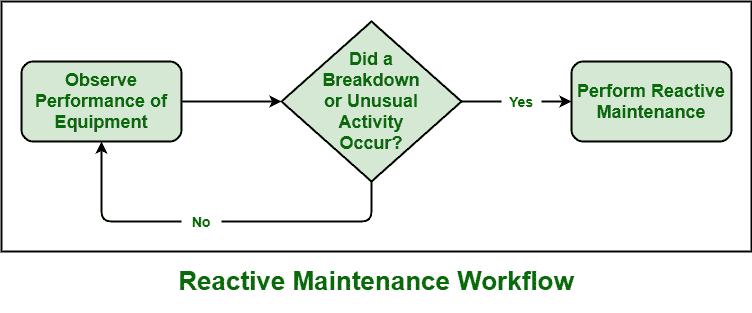 Observe
Performance of
Equipment
Did a
Breakdown
or Unusual
Activity
Occur?
Yes
Perform Reactive
Maintenance
No
Reactive Maintenance Workflow